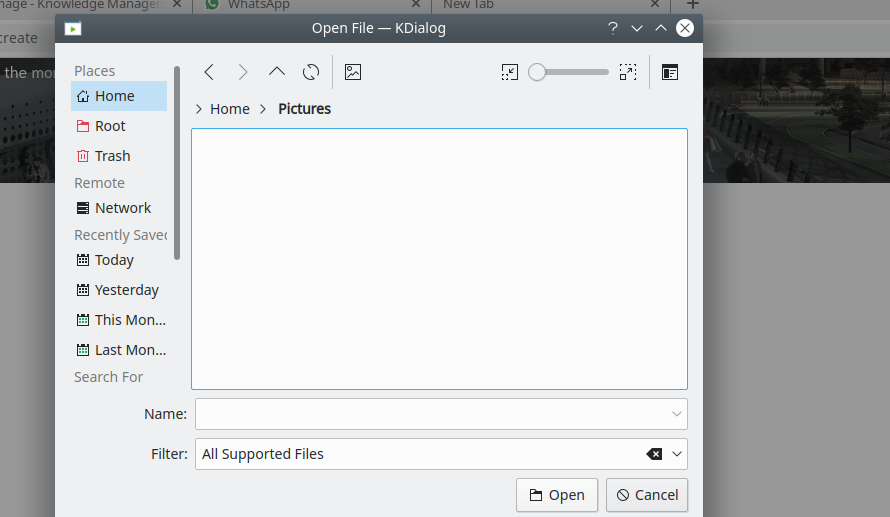 nage - Knowledge Managem
WhatsApp
New Tab
create
the mo
Open File — KDialog
Places
Home
Root
Trash
Remote
Network
Recently Saved
Today
Yesterday
This Mon...
Last Mon...
Search For
Home > Pictures
Name:
Filter: All Supported Files
Open
Cancel